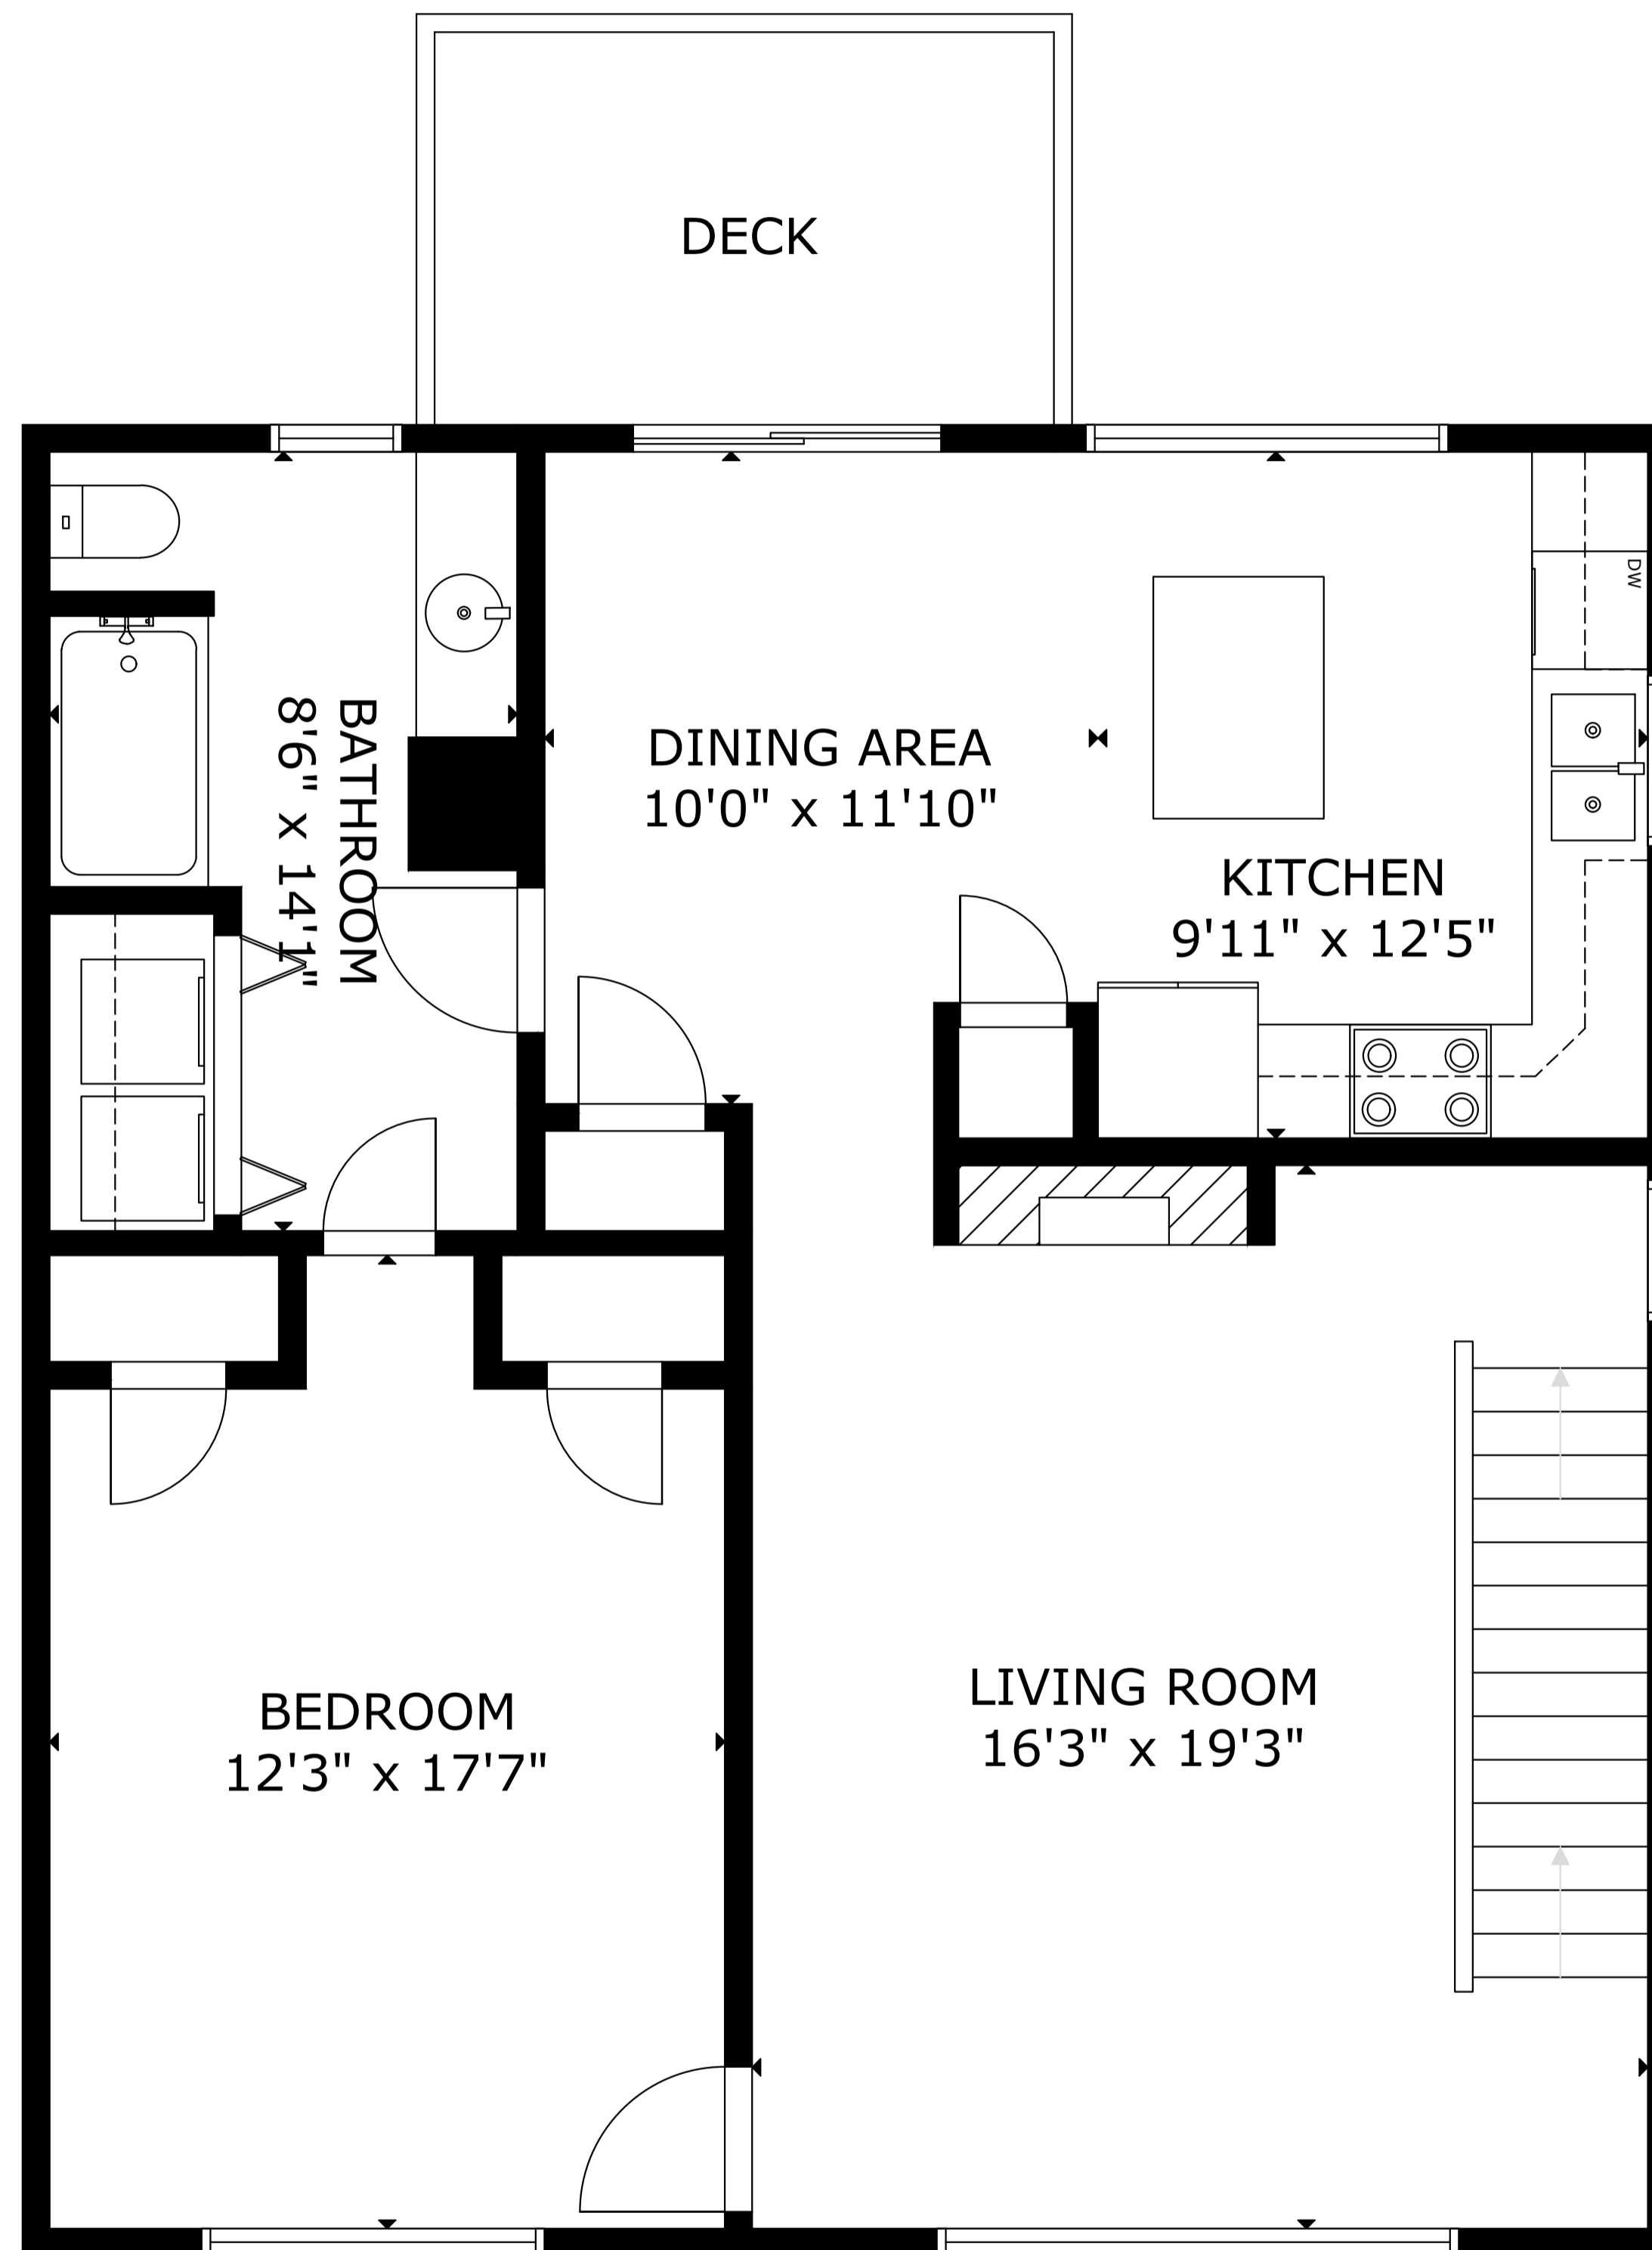 DECK
DW
DINING AREA
10'0" x 11'10"
BATHROOM
8'6" x 14'1"
KITCHEN
9'11" x 12'5"
BEDROOM
12'3" x 17'7"
LIVING ROOM
16'3" x 19'3"